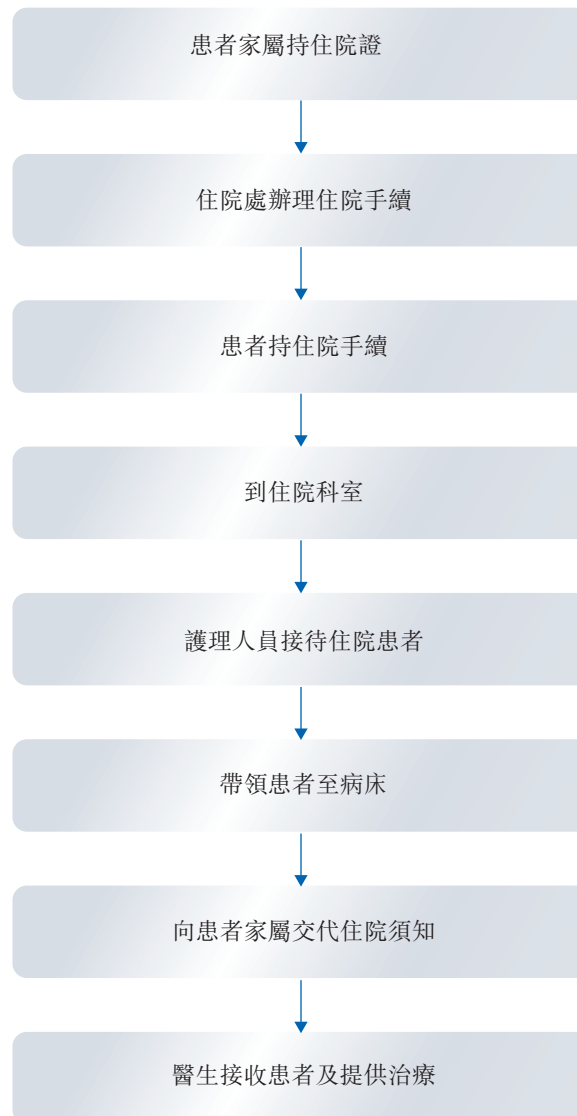 患者家屬持住院證
住院處辦理住院手續
患者持住院手續
到住院科室
護理人員接待住院患者
帶領患者至病床
向患者家屬交代住院須知
醫生接收患者及提供治療